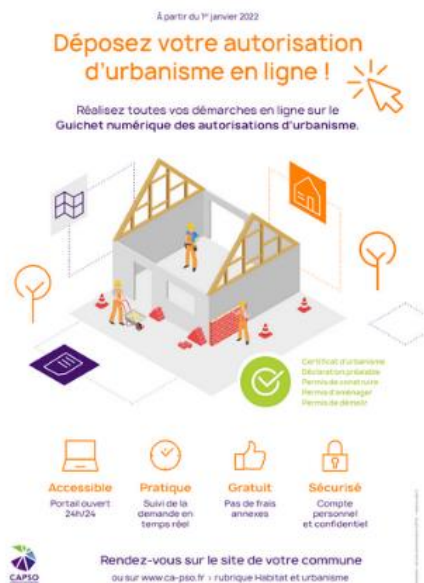 À partir du 1er janvier 2022
Déposez votre autorisation
d'urbanisme en ligne !
Réalisez toutes vos démarches en ligne sur le
Guichet numérique des autorisations d'urbanisme.
Certificat d'urbanisme
Déclaration préalable
Permis de construire
Permis d'aménager
Permis de démolir
Accessible
Portail ouvert
24h/24
Pratique
Suivi de la
demande en
temps réel
Gratuit
Pas de frais
annexes
Sécurisé
Compte
personnel
et confidentiel
CAPSO
Rendez-vous sur le site de votre commune
ou sur www.ca-pso.fr > rubrique Habitat et urbanisme